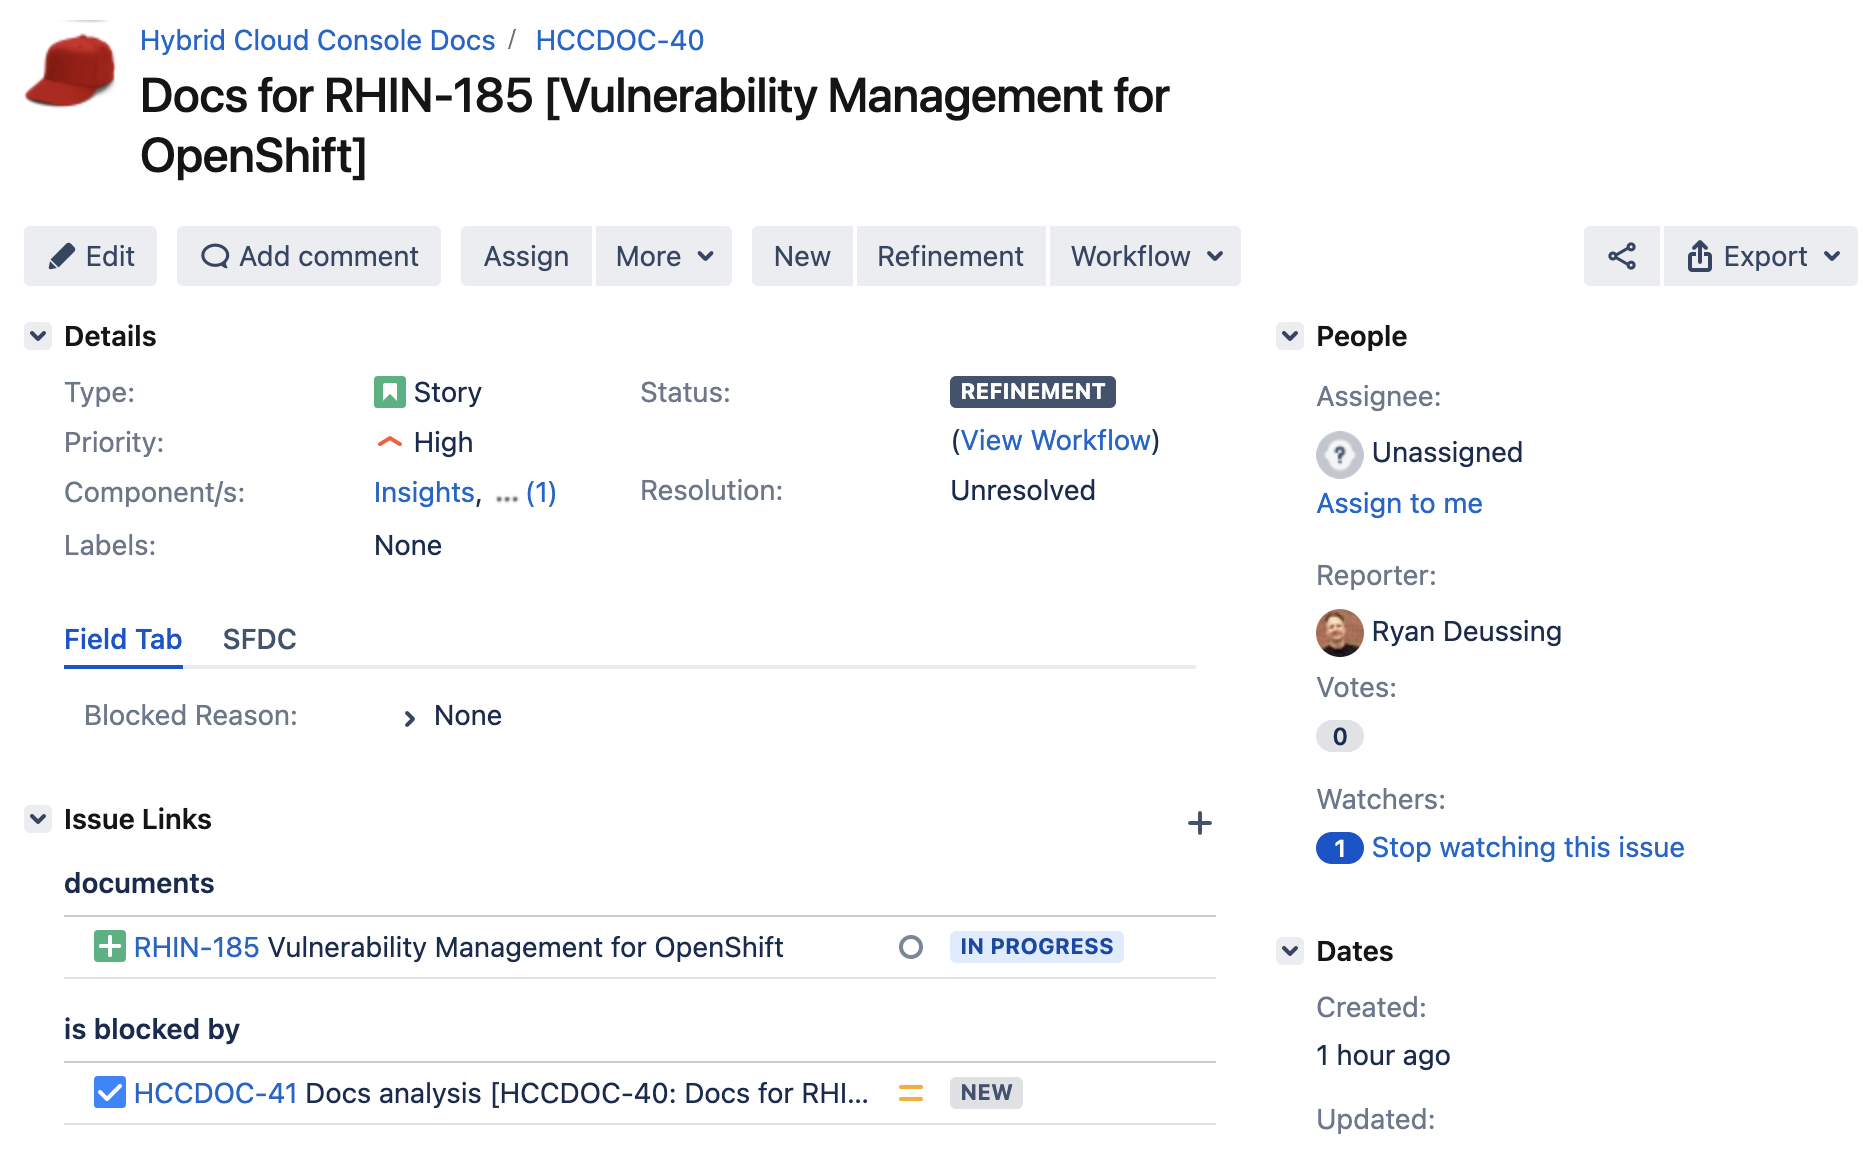 Hybrid Cloud Console Docs / HCCDOC-40
Docs for RHIN-185 [Vulnerability Management for
OpenShift]
Edit Add comment Assign More New Refinement Workflow Export
Details
Type: Story
Priority: High
Component/s: Insights, ... (1)
Labels: None
Status: REFINEMENT
(View Workflow)
Resolution: Unresolved
Field Tab SFDC
Blocked Reason: None
Issue Links
documents
RHIN-185 Vulnerability Management for OpenShift IN PROGRESS
is blocked by
HCCDOC-41 Docs analysis [HCCDOC-40: Docs for RHI... NEW
People
Assignee:
Unassigned
Assign to me
Reporter:
Ryan Deussing
Votes:
0
Watchers:
1 Stop watching this issue
Dates
Created:
1 hour ago
Updated: